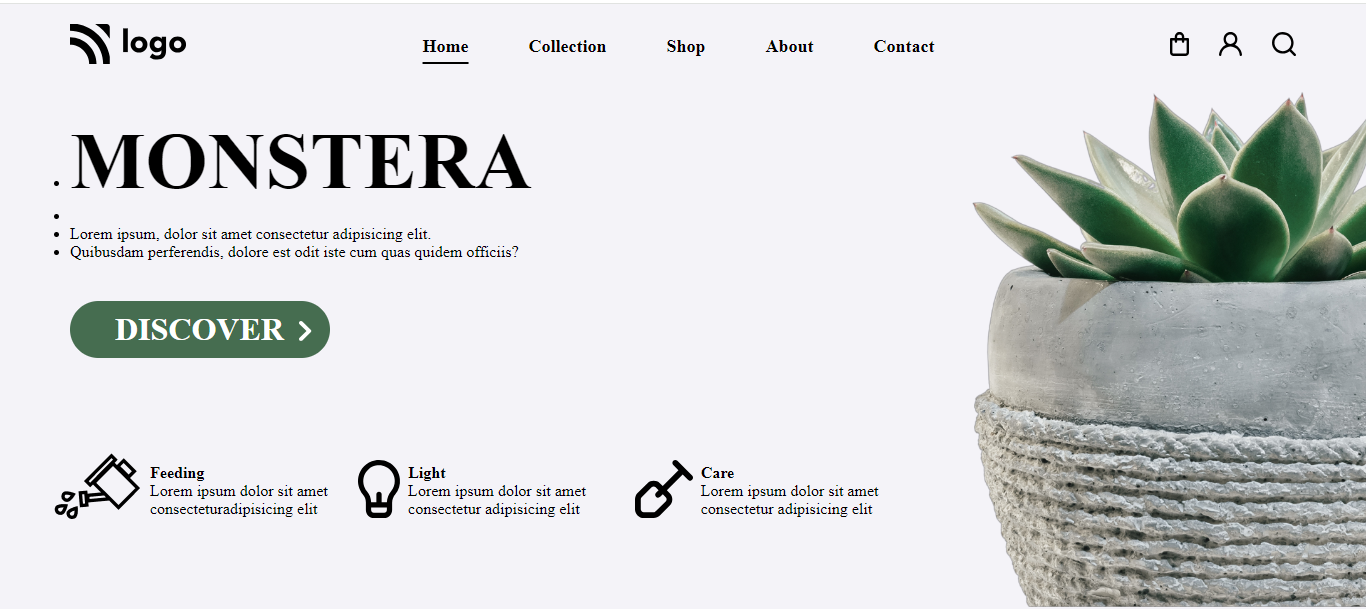 logo
Home Collection Shop About Contact
MONSTERA
Lorem ipsum, dolor sit amet consectetur adipisicing elit.
Quibusdam perferendis, dolore est odit iste cum quas quidem officiis?
DISCOVER
Feeding
Lorem ipsum dolor sit amet
consecteturadipisicing elit
Light
Lorem ipsum dolor sit amet
consectetur adipisicing elit
Care
Lorem ipsum dolor sit amet
consectetur adipisicing elit